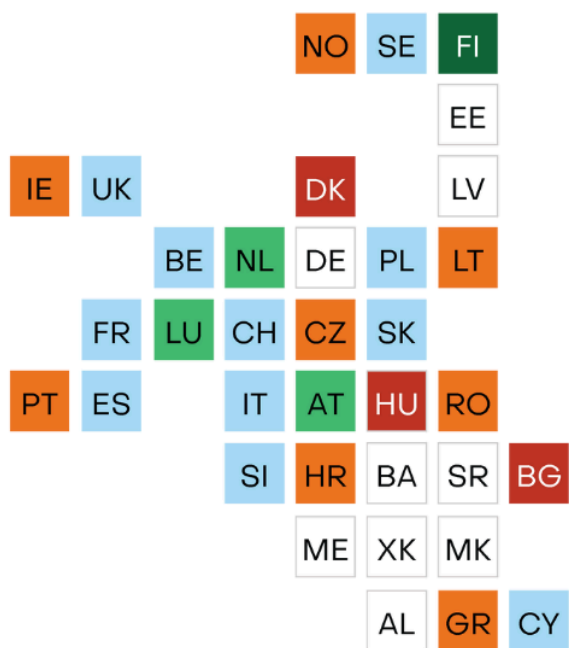 NO SE FI
EE
IE UK DK LV
BE NL DE PL LT
FR LU CH CZ SK
PT ES IT AT HU RO
SI HR BA SR BG
ME XK MK
AL GR CY